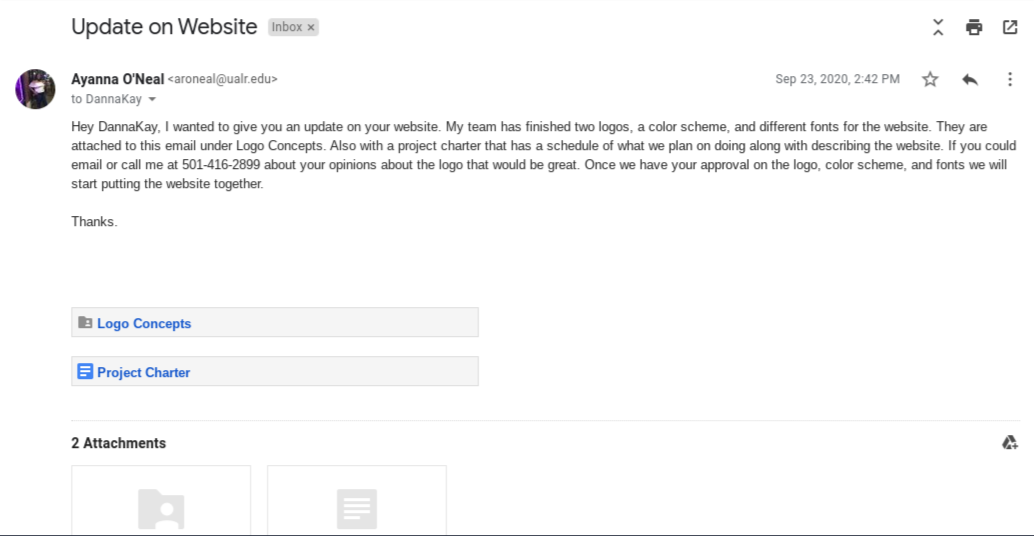 Update on Website Inbox ×
Ayanna O'Neal <aroneal@ualr.edu> Sep 23, 2020, 2:42 PM
to DannaKay
Hey DannaKay, I wanted to give you an update on your website. My team has finished two logos, a color scheme, and different fonts for the website. They are
attached to this email under Logo Concepts. Also with a project charter that has a schedule of what we plan on doing along with describing the website. If you could
email or call me at 501-416-2899 about your opinions about the logo that would be great. Once we have your approval on the logo, color scheme, and fonts we will
start putting the website together.
Thanks.
Logo Concepts
Project Charter
2 Attachments